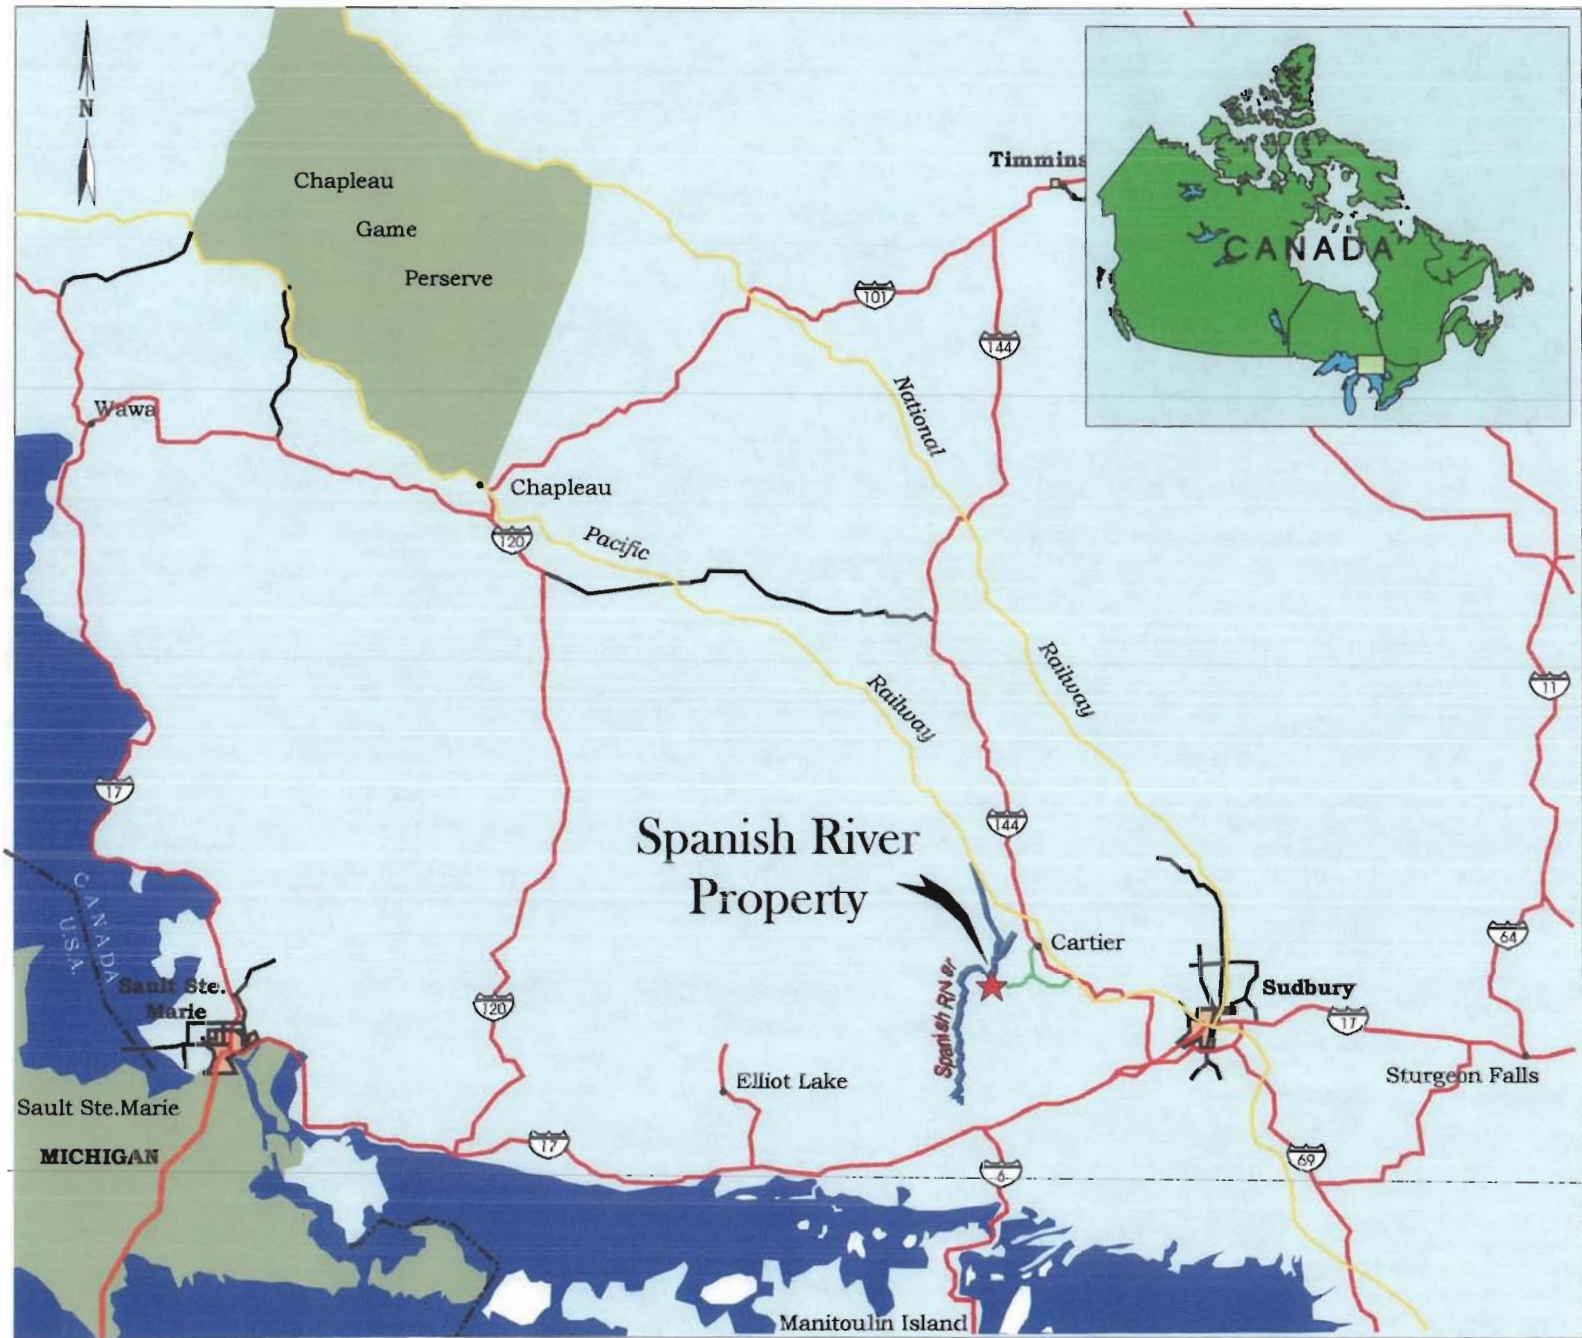 N
Chapleau
Game
Perserve
Timmins
CANADA
101
144
Wawa
National
Chapleau
120
Pacific
Railway
Railway
11
17
144
Spanish River
Property
CANADA
U.S.A.
Cartier
64
Sault Ste.
Marie
Spanish River
Sudbury
120
17
Elliot Lake
Sturgeon Falls
Sault Ste.Marie
17
MICHIGAN
6
69
Manitoulin Island